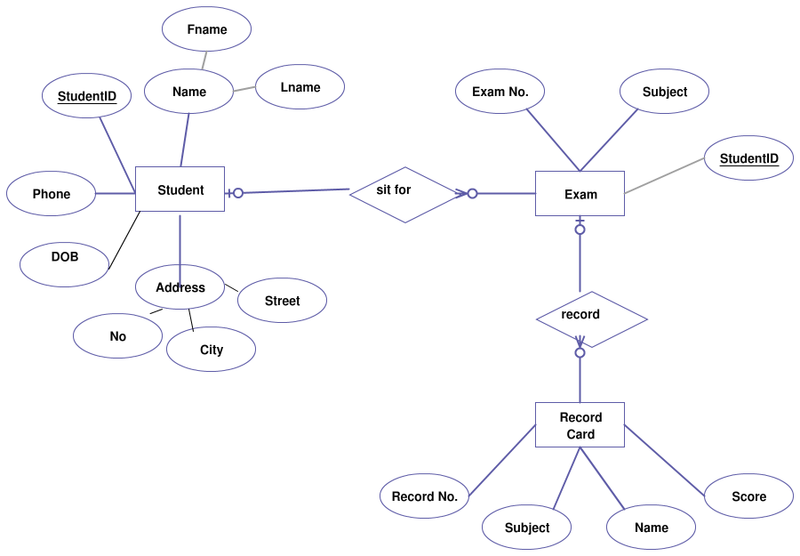 Fname
Name
Lname
StudentID
Exam No.
Subject
StudentID
Phone
Student
sit for
Exam
DOB
Address
Street
No
City
record
Record
Card
Record No.
Subject
Name
Score